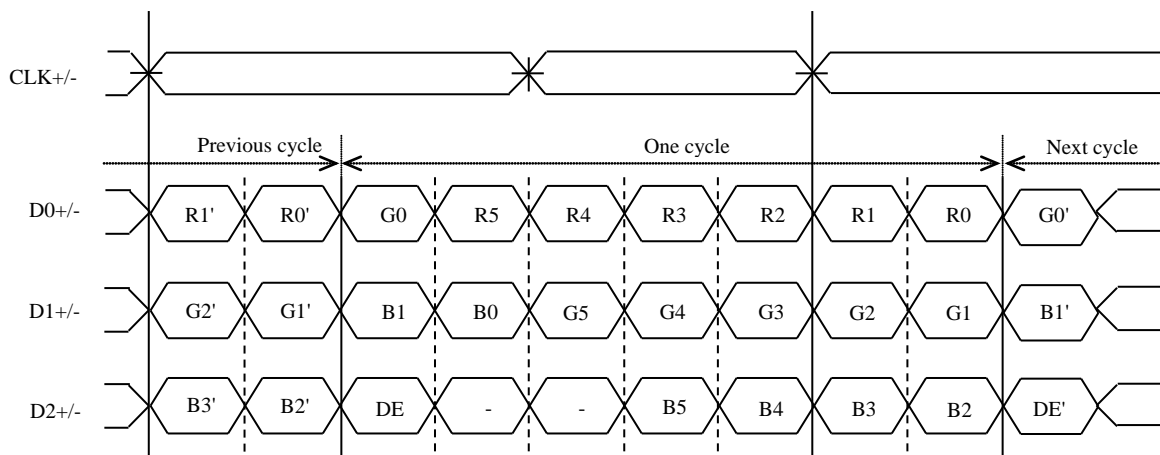 CLK+/-
Previous cycle One cycle Next cycle
D0+/- R1' R0' G0 R5 R4 R3 R2 R1 R0 G0'
D1+/- G2' G1' B1 B0 G5 G4 G3 G2 G1 B1'
D2+/- B3' B2' DE - - B5 B4 B3 B2 DE'